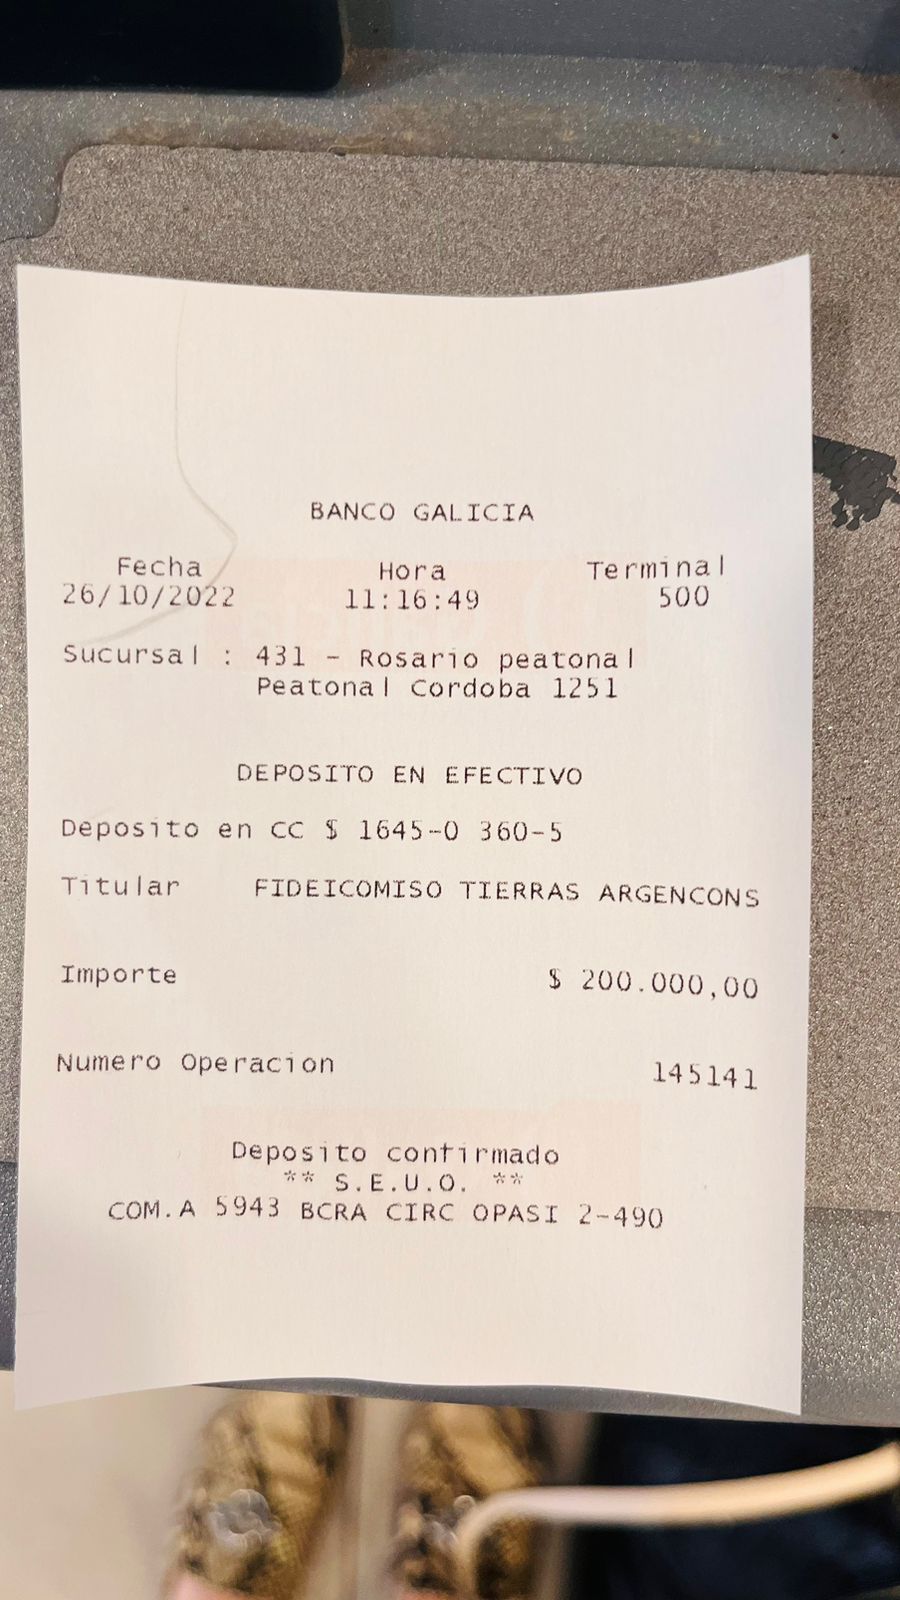 BANCO GALICIA
Fecha Hora Terminal
26/10/2022 11:16:49 500
Sucursal : 431 - Rosario peatonal
Peatonal Cordoba 1251
DEPOSITO EN EFECTIVO
Deposito en CC $ 1645-0 360-5
Titular FIDEICOMISO TIERRAS ARGENCONS
Importe $ 200.000,00
Numero Operacion 145141
Deposito confirmado
** S.E.U.O. **
COM.A 5943 BCRA CIRC OPASI 2-490